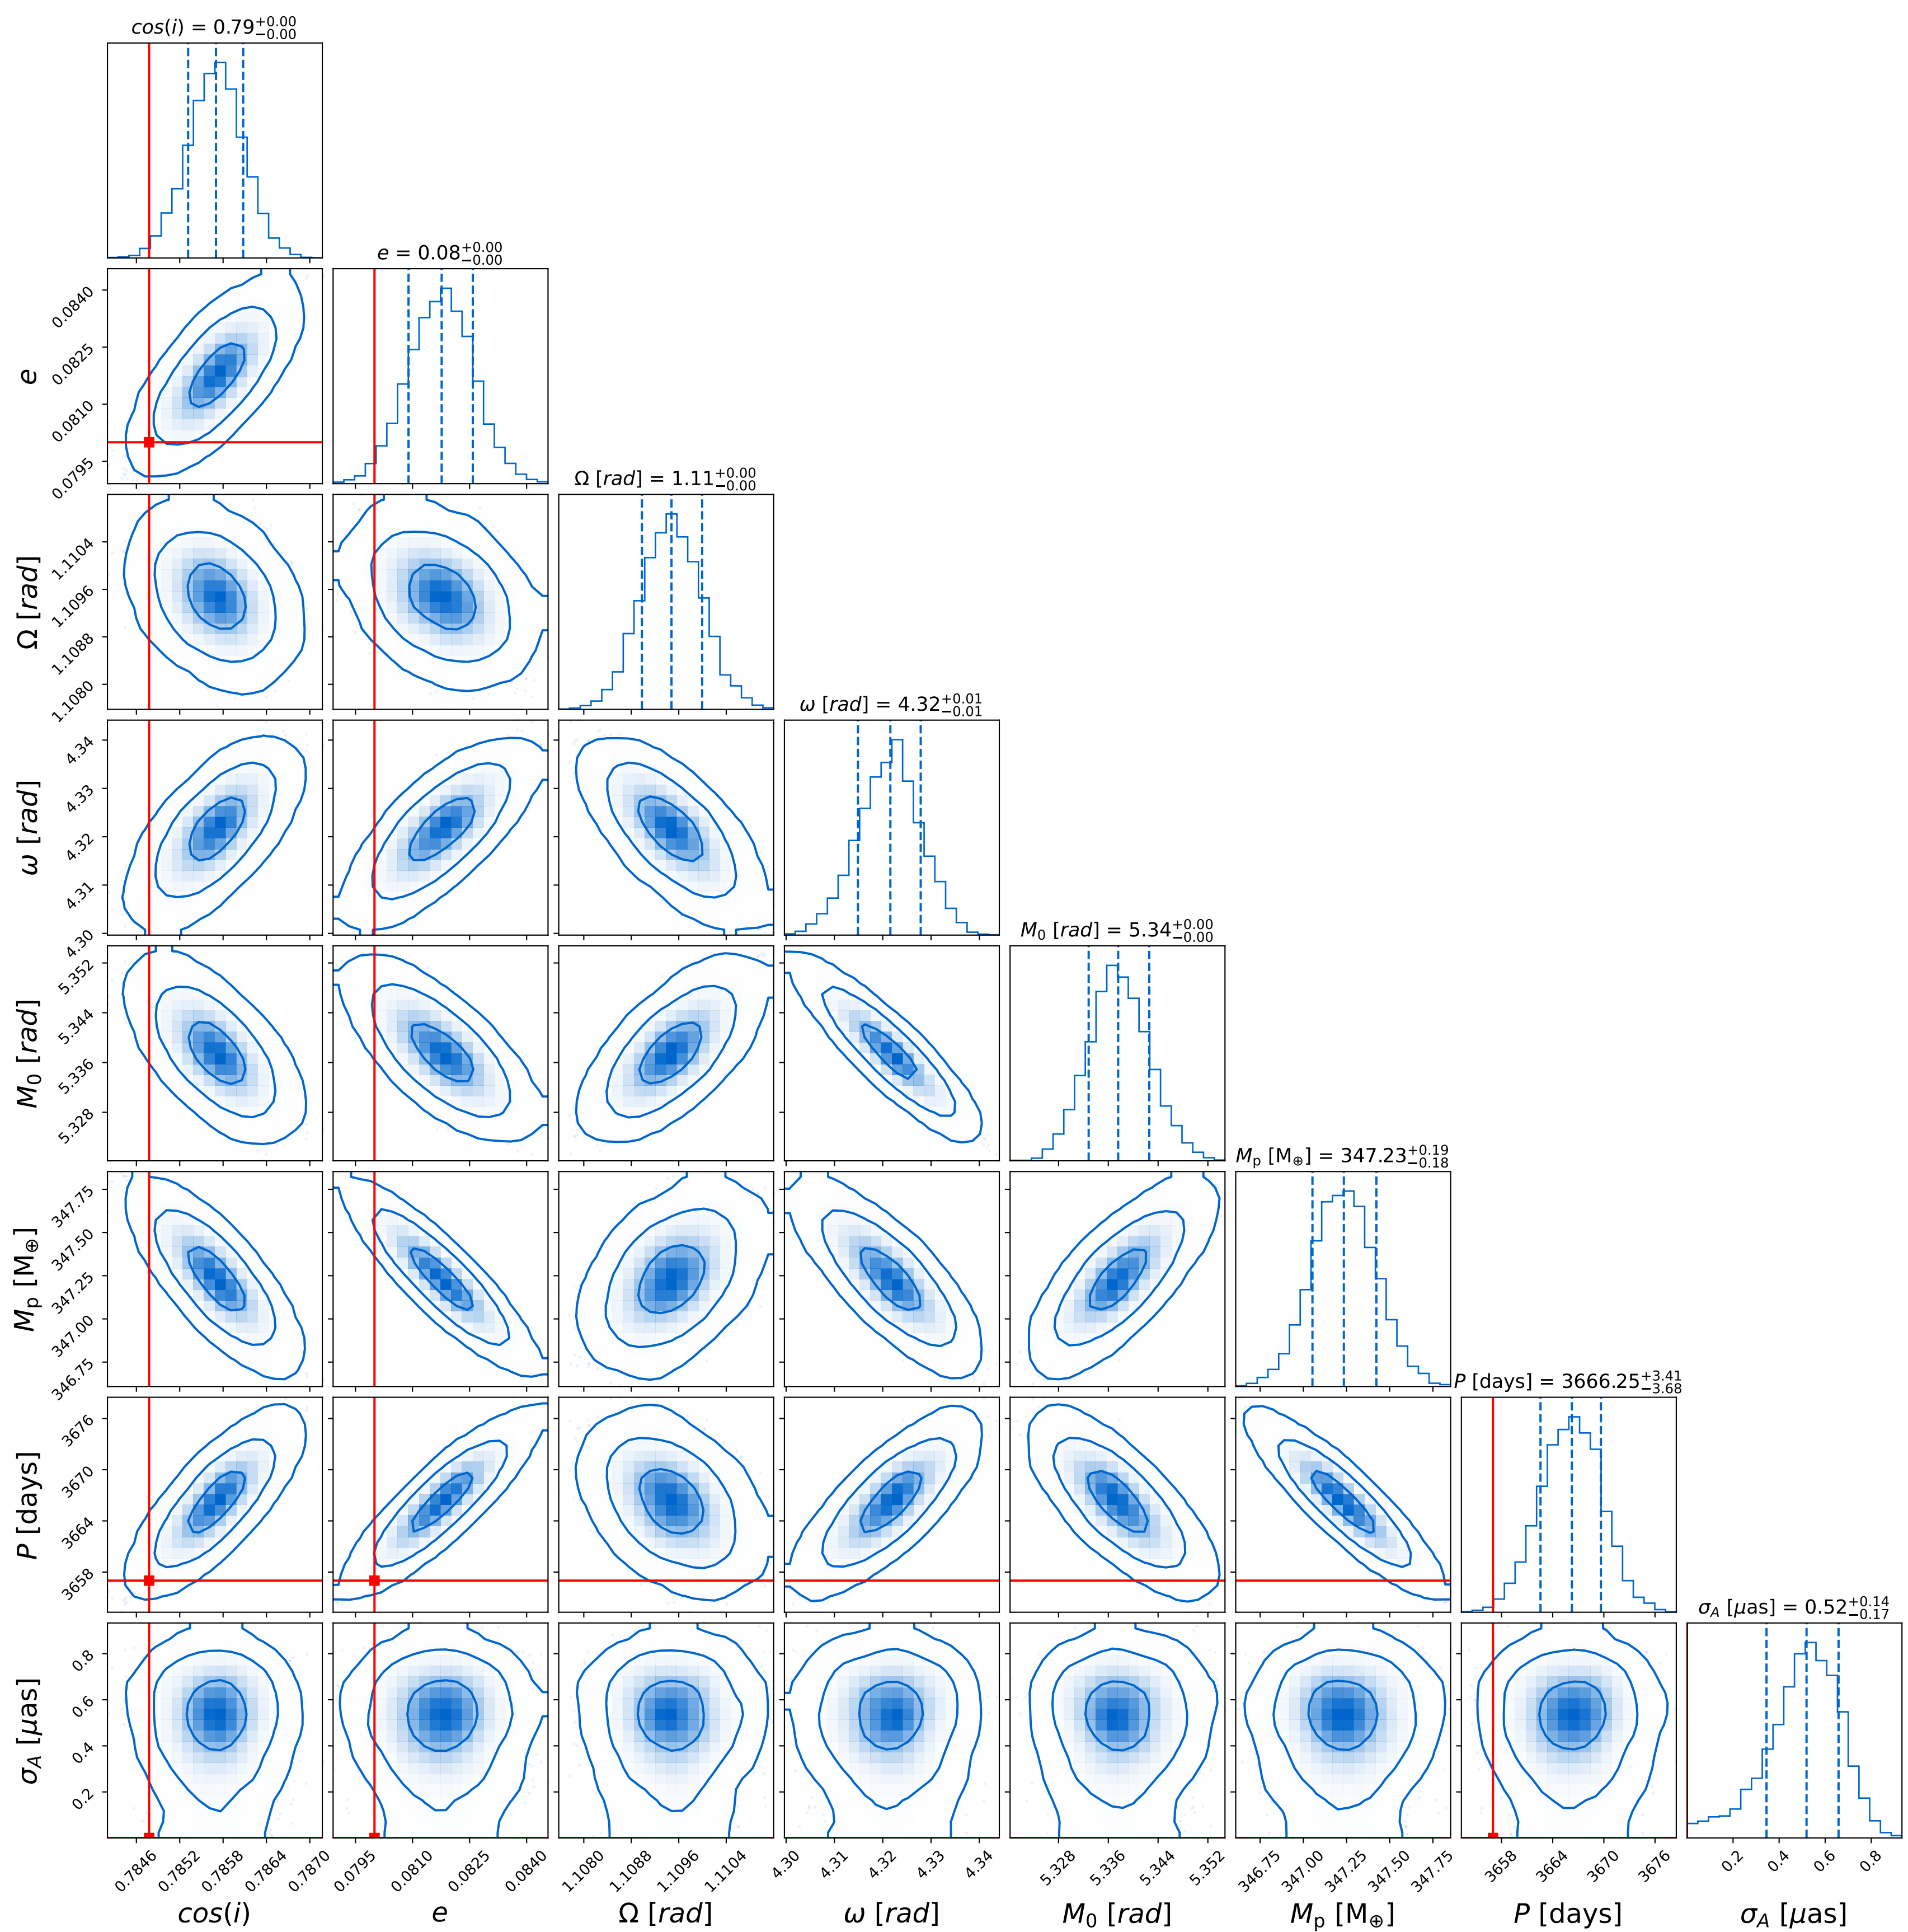 cos(i) = 0.79+0.00−0.00
e = 0.08+0.00−0.00
0.0840
0.0825
0.0810
0.0795
e
Ω [rad] = 1.11+0.00−0.00
1.1104
1.1096
1.1088
1.1080
Ω [rad]
ω [rad] = 4.32+0.01−0.01
4.34
4.33
4.32
4.31
4.30
ω [rad]
M0 [rad] = 5.34+0.00−0.00
5.352
5.344
5.336
5.328
M0 [rad]
Mp [M⊕] = 347.23+0.19−0.18
347.75
347.50
347.25
347.00
346.75
Mp [M⊕]
P [days] = 3666.25+3.41−3.68
3676
3670
3664
3658
P [days]
σA [μas] = 0.52+0.14−0.17
0.8
0.6
0.4
0.2
σA [μas]
0.7846 0.7852 0.7858 0.7864 0.7870 0.0795 0.0810 0.0825 0.0840 1.1080 1.1088 1.1096 1.1104 4.30 4.31 4.32 4.33 4.34 5.328 5.336 5.344 5.352 346.75 347.00 347.25 347.50 347.75 3658 3664 3670 3676 0.2 0.4 0.6 0.8
cos(i) e Ω [rad] ω [rad] M0 [rad] Mp [M⊕] P [days] σA [μas]